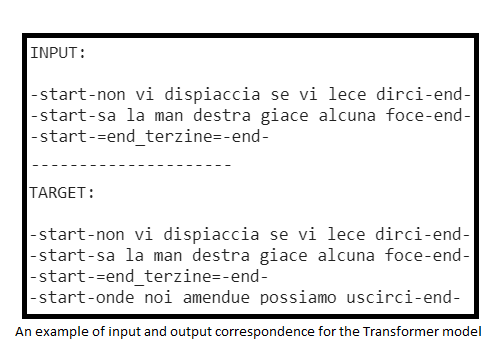 INPUT:
-start-non vi dispiaccia se vi lece dirci-end-
-start-sa la man destra giace alcuna foce-end-
-start-=end_terzine=-end-
---------------------
TARGET:
-start-non vi dispiaccia se vi lece dirci-end-
-start-sa la man destra giace alcuna foce-end-
-start-=end_terzine=-end-
-start-onde noi amendue possiamo uscirci-end-
An example of input and output correspondence for the Transformer model